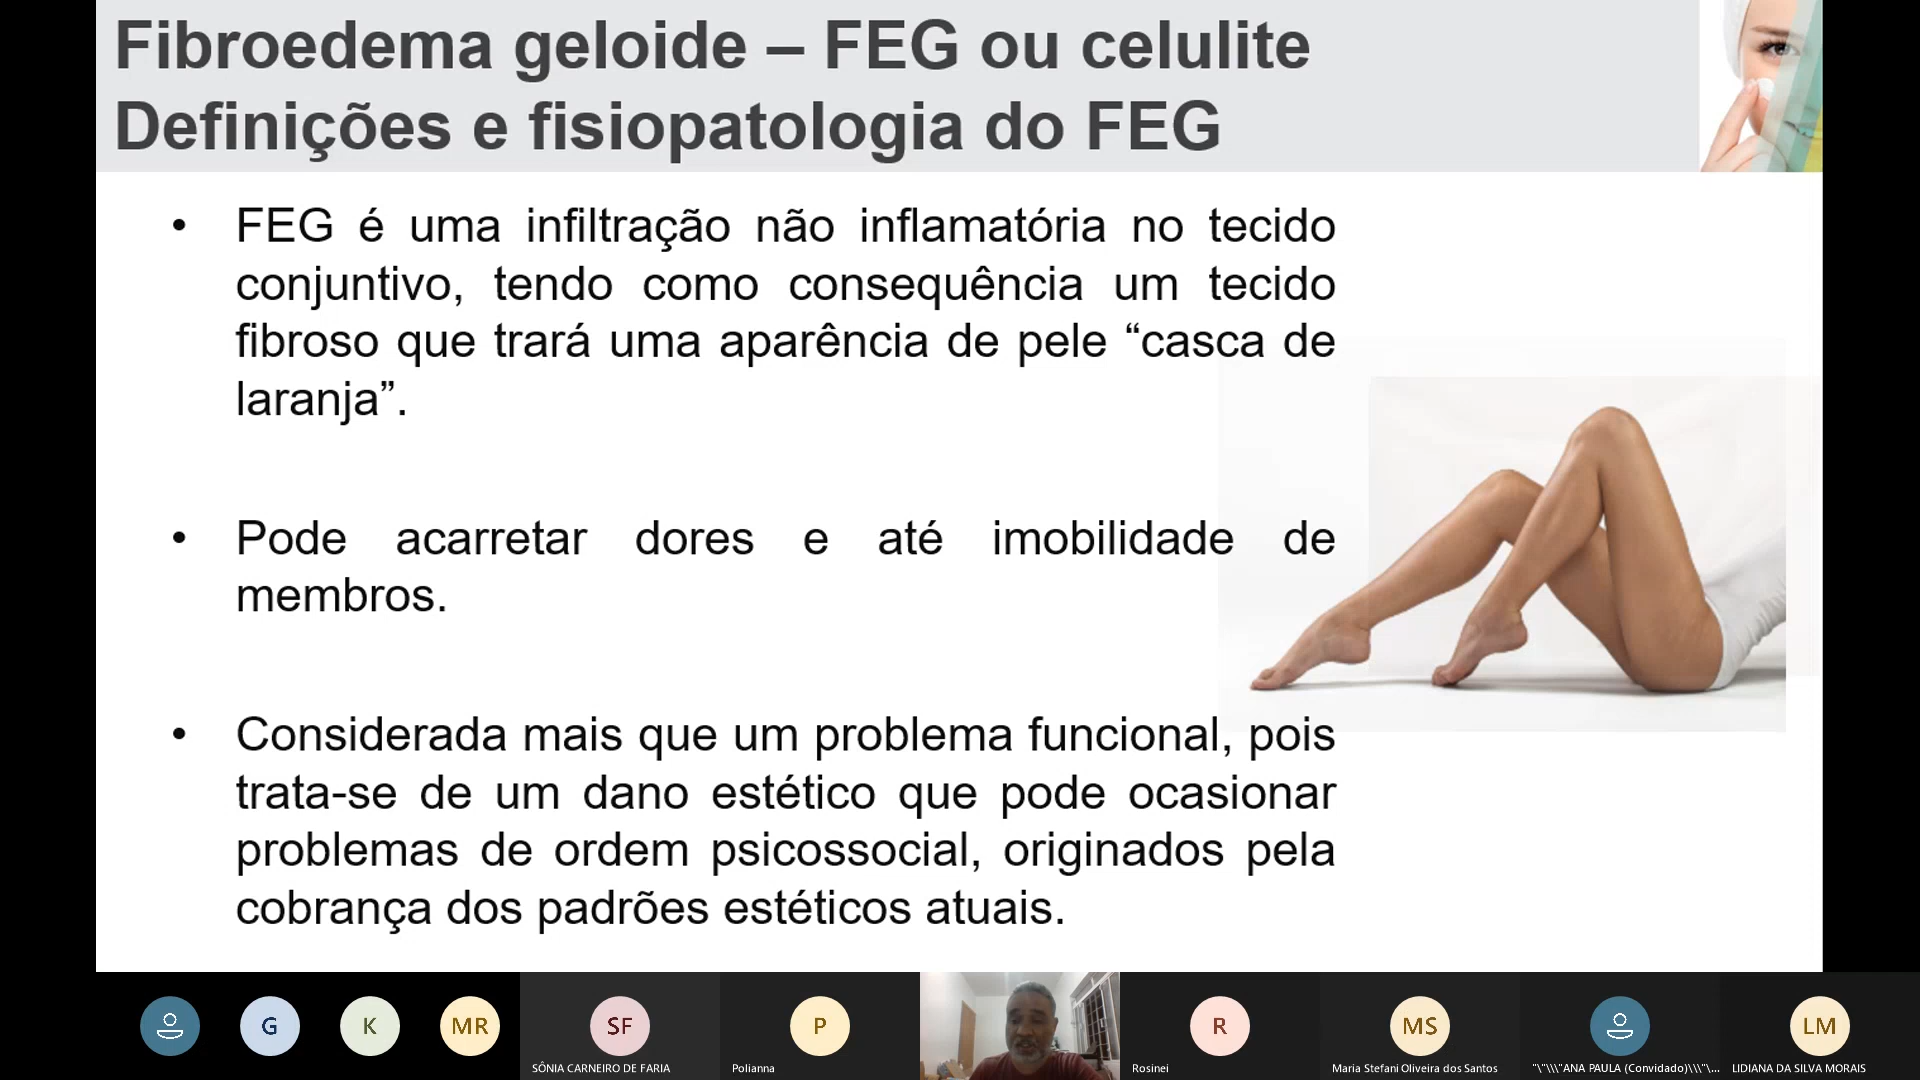 Fibroedema geloide – FEG ou celulite
Definições e fisiopatologia do FEG
• FEG é uma infiltração não inflamatória no tecido
conjuntivo, tendo como consequência um tecido
fibroso que trará uma aparência de pele “casca de
laranja”.
• Pode acarretar dores e até imobilidade de
membros.
• Considerada mais que um problema funcional, pois
trata-se de um dano estético que pode ocasionar
problemas de ordem psicossocial, originados pela
cobrança dos padrões estéticos atuais.
G
K
MR
SF
P
R
MS
LM
SÔNIA CARNEIRO DE FARIA
Polianna
Rosinei
Maria Stefani Oliveira dos Santos
"\"\\\"ANA PAULA (Convidado)\\\"\...
LIDIANA DA SILVA MORAIS